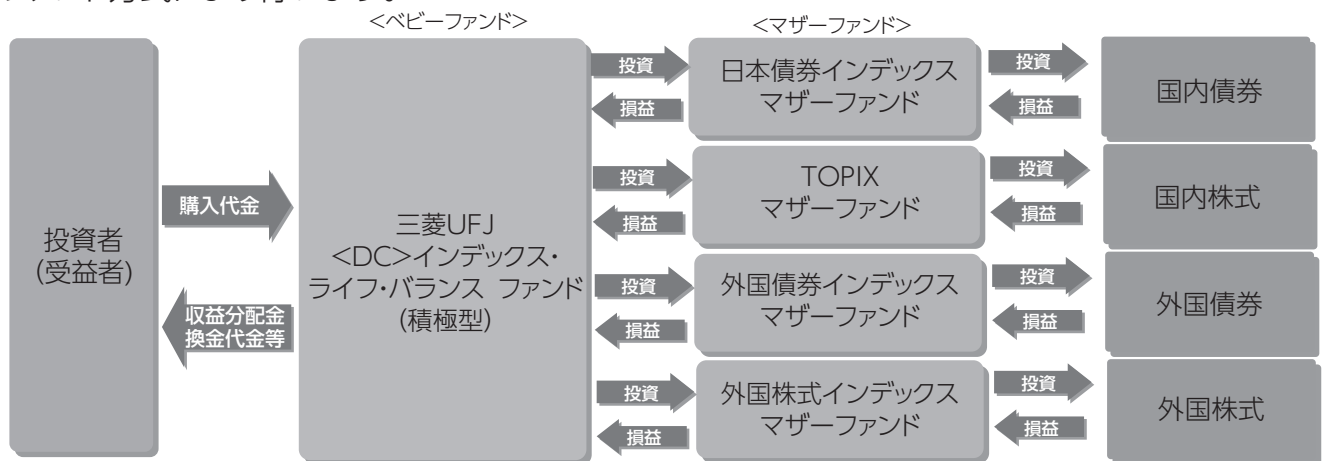 <ベビーファンド>
<マザーファンド>
投資者
(受益者)
購入代金
収益分配金
換金代金等
三菱UFJ
<DC>インデックス・
ライフ・バランス ファンド
(積極型)
投資
損益
日本債券インデックス
マザーファンド
投資
損益
国内債券
投資
損益
TOPIX
マザーファンド
投資
損益
国内株式
投資
損益
外国債券インデックス
マザーファンド
投資
損益
外国債券
投資
損益
外国株式インデックス
マザーファンド
投資
損益
外国株式